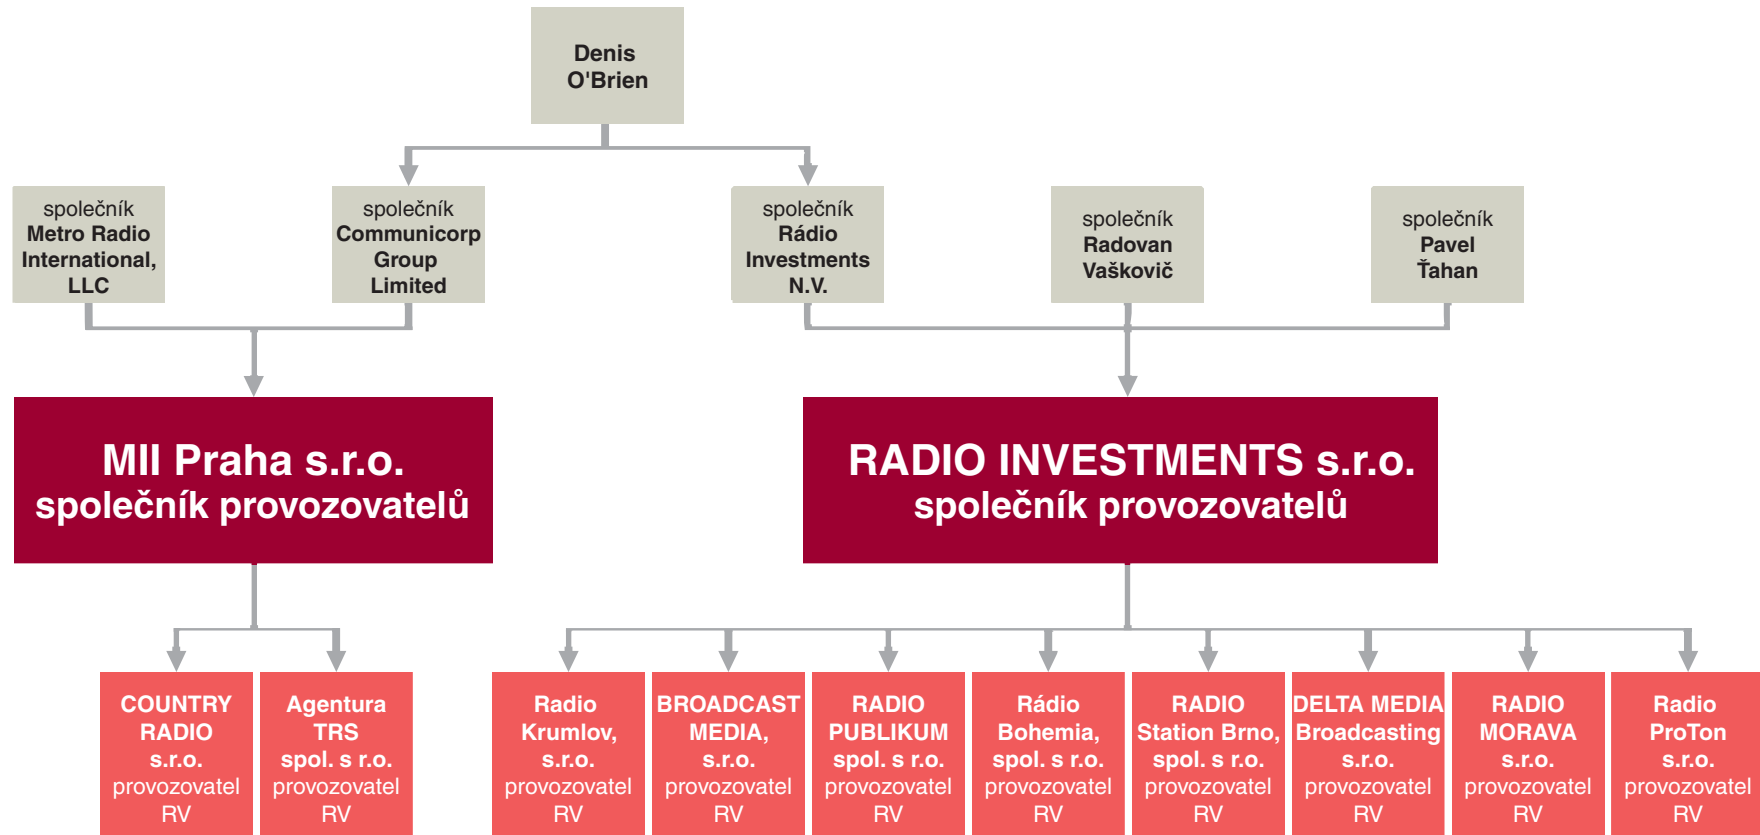 Denis
O'Brien
společník
Metro Radio
International,
LLC
společník
Communicorp
Group
Limited
společník
Rádio
Investments
N.V.
společník
Radovan
Vaškovič
společník
Pavel
Ťahan
MII Praha s.r.o.
společník provozovatelů
RADIO INVESTMENTS s.r.o.
společník provozovatelů
COUNTRY
RADIO
s.r.o.
provozovatel
RV
Agentura
TRS
spol. s r.o.
provozovatel
RV
Radio
Krumlov,
s.r.o.
provozovatel
RV
BROADCAST
MEDIA,
s.r.o.
provozovatel
RV
RADIO
PUBLIKUM
spol. s r.o.
provozovatel
RV
Rádio
Bohemia,
spol. s r.o.
provozovatel
RV
RADIO
Station Brno,
spol. s r.o.
provozovatel
RV
DELTA MEDIA
Broadcasting
s.r.o.
provozovatel
RV
RADIO
MORAVA
s.r.o.
provozovatel
RV
Radio
ProTon
s.r.o.
provozovatel
RV